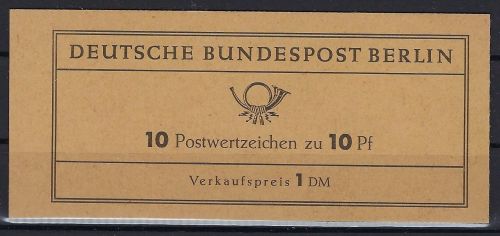 DEUTSCHE BUNDESPOST BERLIN
10 Postwertzeichen zu 10 Pf
Verkaufspreis 1 DM